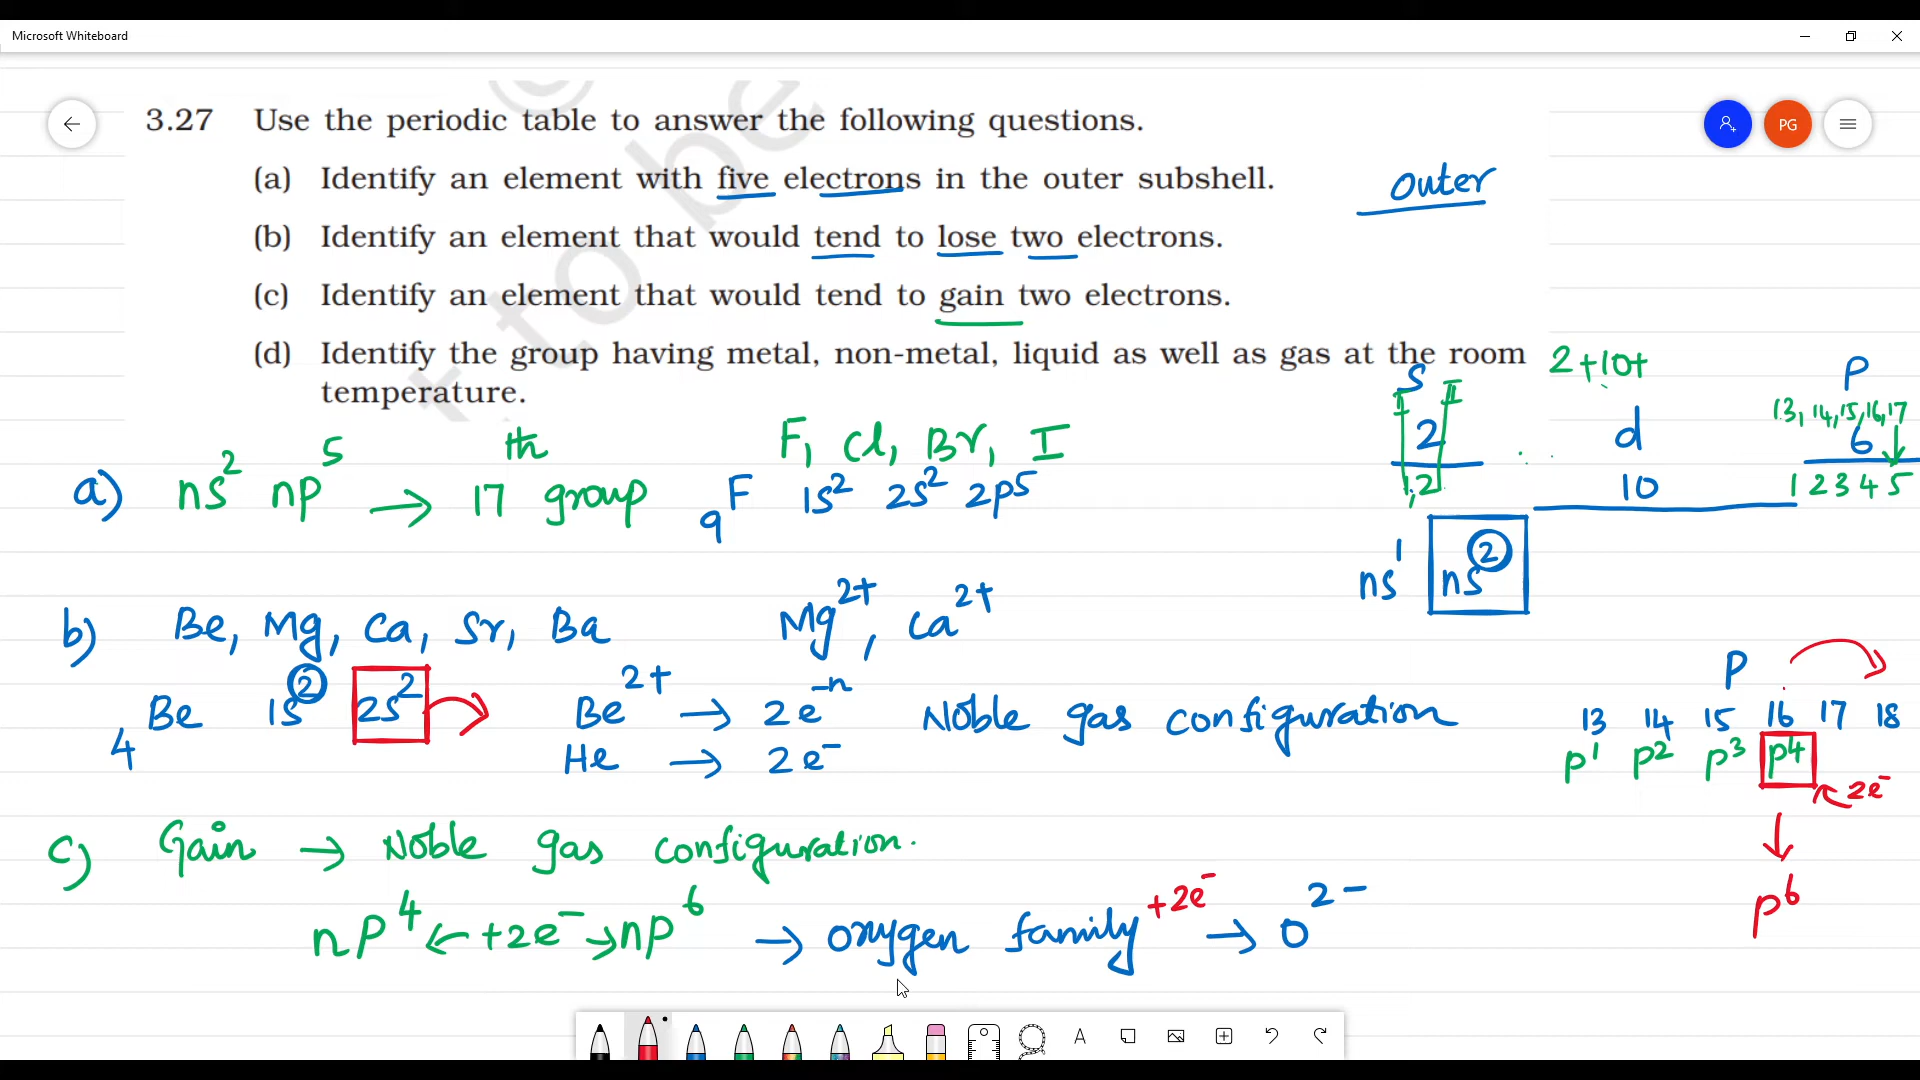 Microsoft Whiteboard
3.27 Use the periodic table to answer the following questions.
(a) Identify an element with five electrons in the outer subshell.
outer
(b) Identify an element that would tend to lose two electrons.
(c) Identify an element that would tend to gain two electrons.
(d) Identify the group having metal, non-metal, liquid as well as gas at the room
temperature.
PG
S 2+10+ P
I II 13, 14, 15, 16, 17
2 d 6
1,2 10 1 2 3 4 5
ns¹ ns²
a) ns² np⁵ → 17th group F, Cl, Br, I
₉F 1s² 2s² 2p⁵
b) Be, Mg, Ca, Sr, Ba Mg²⁺, Ca²⁺
₄Be 1s² 2s² Be²⁺ → 2e⁻ⁿ Noble gas configuration
He → 2e⁻
P
13 14 15 16 17 18
p¹ p² p³ p⁴
2e⁻
p⁶
c) Gain → Noble gas configuration.
np⁴ ← +2e⁻ → np⁶ → oxygen family +2e⁻ → O²⁻
A